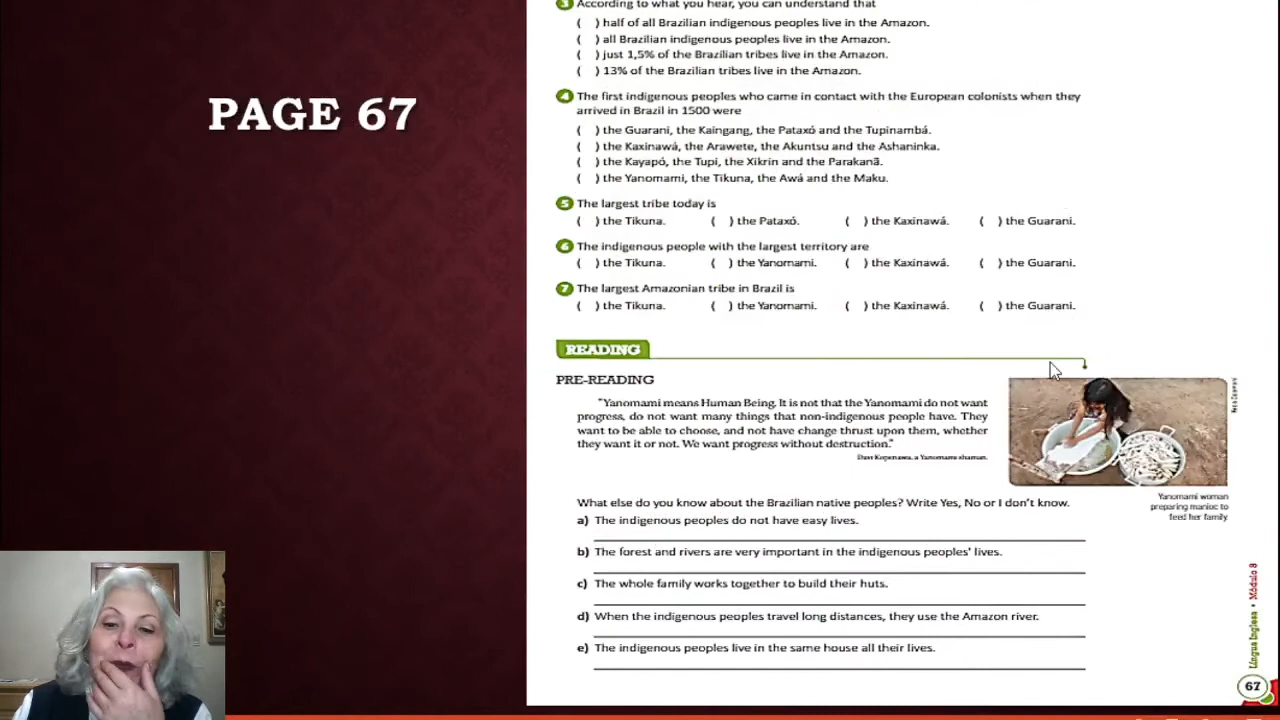 PAGE 67
3 According to what you hear, you can understand that
( ) half of all Brazilian indigenous peoples live in the Amazon.
( ) all Brazilian indigenous peoples live in the Amazon.
( ) just 1,5% of the Brazilian tribes live in the Amazon.
( ) 13% of the Brazilian tribes live in the Amazon.
4 The first indigenous peoples who came in contact with the European colonists when they
arrived in Brazil in 1500 were
( ) the Guarani, the Kaingang, the Pataxó and the Tupinambá.
( ) the Kaxinawá, the Arawete, the Akuntsu and the Ashaninka.
( ) the Kayapó, the Tupi, the Xikrin and the Parakanã.
( ) the Yanomami, the Tikuna, the Awá and the Maku.
5 The largest tribe today is
( ) the Tikuna. ( ) the Pataxó. ( ) the Kaxinawá. ( ) the Guarani.
6 The indigenous people with the largest territory are
( ) the Tikuna. ( ) the Yanomami. ( ) the Kaxinawá. ( ) the Guarani.
7 The largest Amazonian tribe in Brazil is
( ) the Tikuna. ( ) the Yanomami. ( ) the Kaxinawá. ( ) the Guarani.
READING
PRE-READING
"Yanomami means Human Being. It is not that the Yanomami do not want
progress, do not want many things that non-indigenous people have. They
want to be able to choose, and not have change thrust upon them, whether
they want it or not. We want progress without destruction."
Davi Kopenawa, a Yanomami shaman.
Yanomami woman
preparing manioc to
feed her family.
What else do you know about the Brazilian native peoples? Write Yes, No or I don't know.
a) The indigenous peoples do not have easy lives.
b) The forest and rivers are very important in the indigenous peoples' lives.
c) The whole family works together to build their huts.
d) When the indigenous peoples travel long distances, they use the Amazon river.
e) The indigenous peoples live in the same house all their lives.
Língua Inglesa • Módulo 8
67